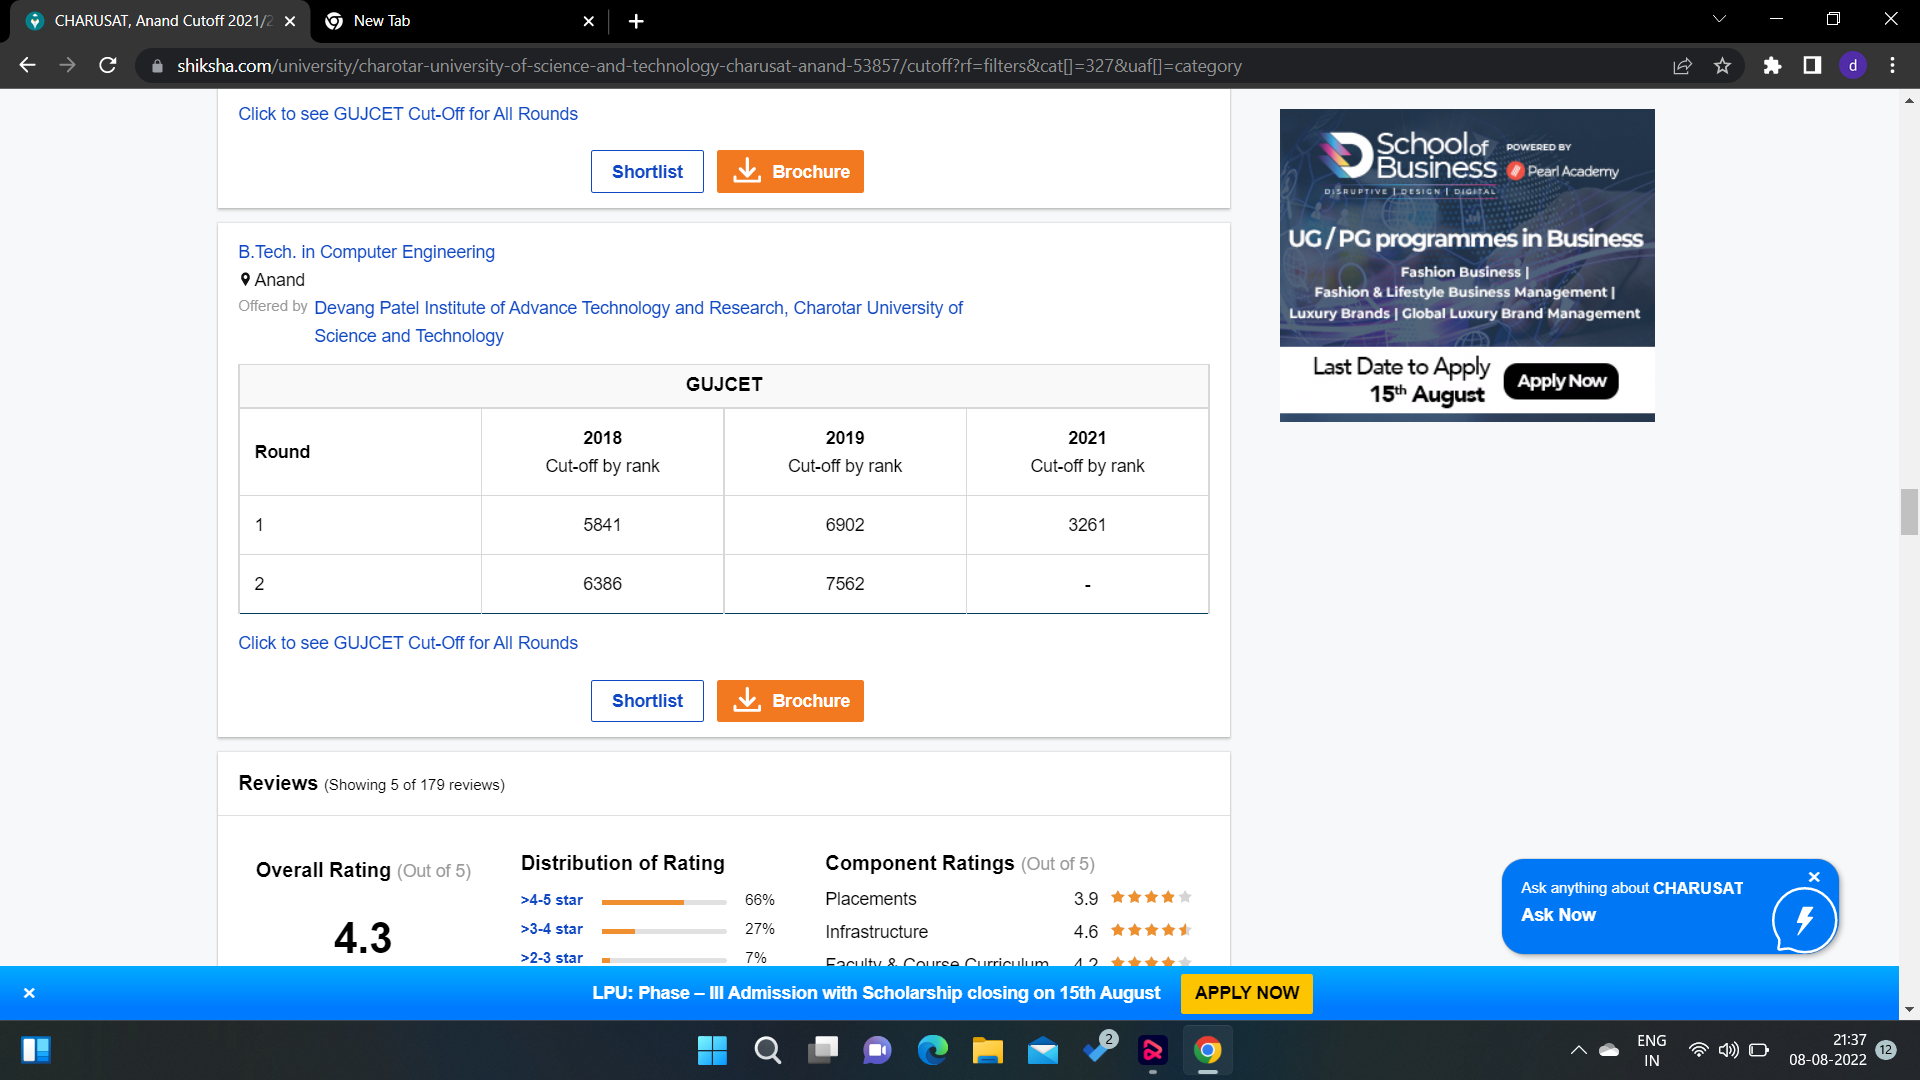 CHARUSAT, Anand Cutoff 2021/2
New Tab
shiksha.com/university/charotar-university-of-science-and-technology-charusat-anand-53857/cutoff?rf=filters&cat[]=327&uaf[]=category
d
Click to see GUJCET Cut-Off for All Rounds
Shortlist
Brochure
B.Tech. in Computer Engineering
Anand
Offered by Devang Patel Institute of Advance Technology and Research, Charotar University of
Science and Technology
GUJCET
Round
2018
Cut-off by rank
2019
Cut-off by rank
2021
Cut-off by rank
1 5841 6902 3261
2 6386 7562 -
Click to see GUJCET Cut-Off for All Rounds
Shortlist
Brochure
Reviews (Showing 5 of 179 reviews)
Overall Rating (Out of 5)
4.3
Distribution of Rating
>4-5 star 66%
>3-4 star 27%
>2-3 star 7%
Component Ratings (Out of 5)
Placements 3.9
Infrastructure 4.6
Faculty & Course Curriculum 4.2
School of
Business
POWERED BY
Pearl Academy
DISRUPTIVE | DESIGN | DIGITAL
UG / PG programmes in Business
Fashion Business |
Fashion & Lifestyle Business Management |
Luxury Brands | Global Luxury Brand Management
Last Date to Apply
15th August
Apply Now
Ask anything about CHARUSAT
Ask Now
LPU: Phase – III Admission with Scholarship closing on 15th August
APPLY NOW
2
ENG
IN
21:37
08-08-2022
12